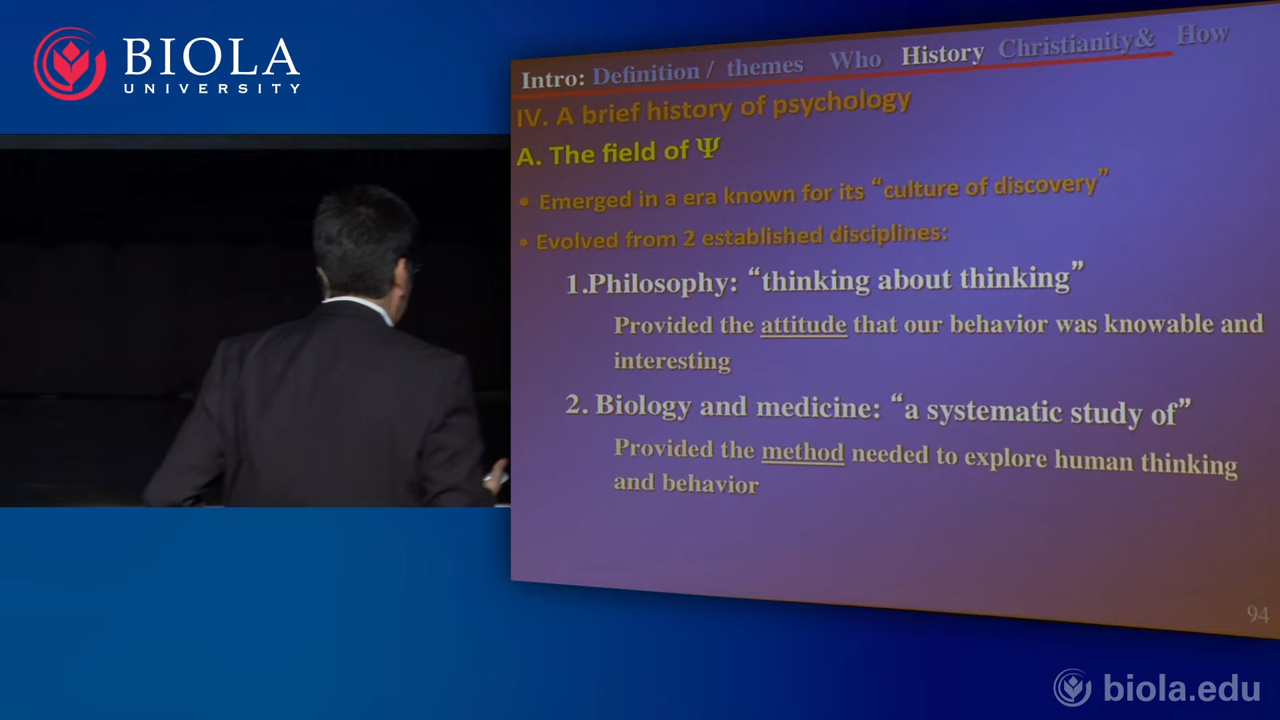 BIOLA
UNIVERSITY
Intro: Definition / themes Who History Christianity& How
IV. A brief history of psychology
A. The field of Ψ
• Emerged in a era known for its “culture of discovery”
• Evolved from 2 established disciplines:
1.Philosophy: “thinking about thinking”
Provided the attitude that our behavior was knowable and
interesting
2. Biology and medicine: “a systematic study of”
Provided the method needed to explore human thinking
and behavior
94
biola.edu